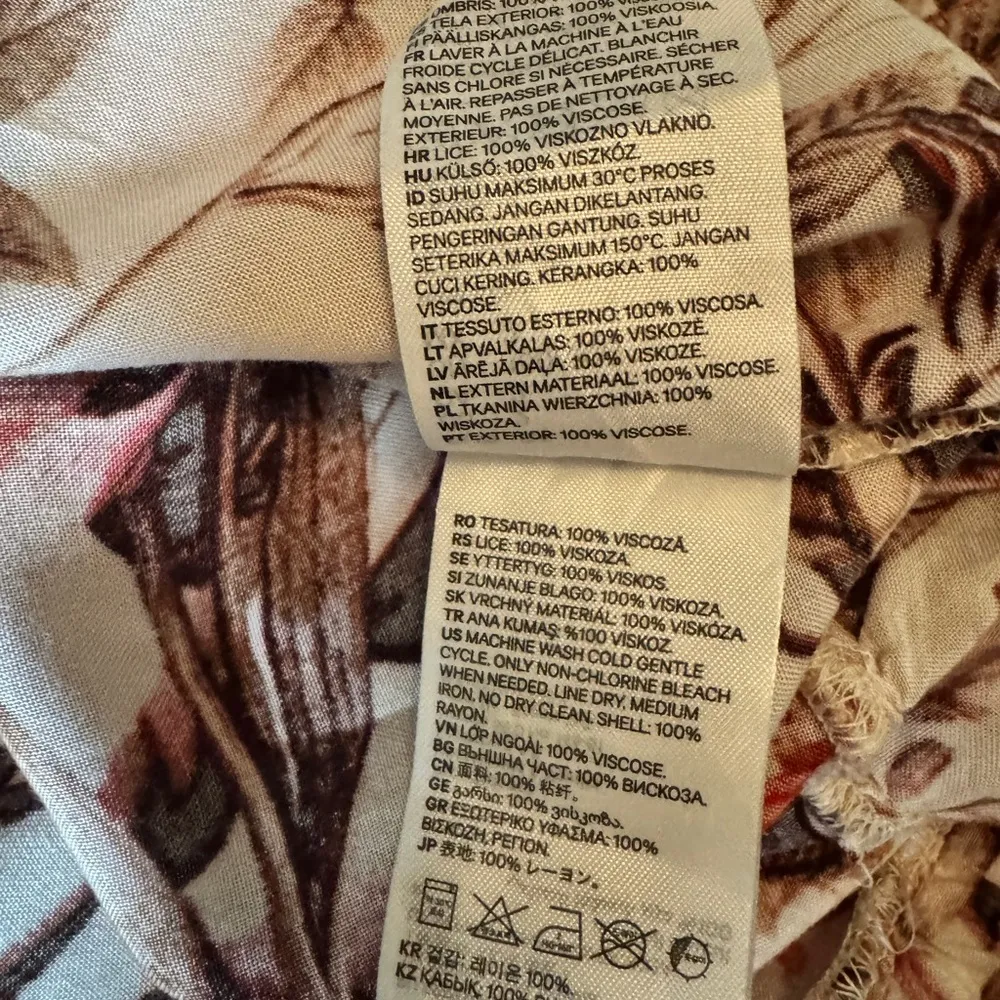 OMBRIS: 100%
TELA EXTERIOR: 100% VISCOSA.
FI PÄÄLLISKANGAS: 100% VISKOOSIA.
FR LAVER À LA MACHINE À L'EAU
FROIDE CYCLE DÉLICAT. BLANCHIR
SANS CHLORE SI NÉCESSAIRE. SÉCHER
À L'AIR. REPASSER À TEMPÉRATURE
MOYENNE. PAS DE NETTOYAGE À SEC.
EXTERIEUR: 100% VISCOSE.
HR LICE: 100% VISKOZNO VLAKNO.
HU KÜLSŐ: 100% VISZKÓZ.
ID SUHU MAKSIMUM 30°C PROSES
SEDANG. JANGAN DIKELANTANG.
PENGERINGAN GANTUNG. SUHU
SETERIKA MAKSIMUM 150°C. JANGAN
CUCI KERING. KERANGKA: 100%
VISCOSE.
IT TESSUTO ESTERNO: 100% VISCOSA.
LT APVALKALAS: 100% VISKOZĖ.
LV ĀRĒJĀ DAĻA: 100% VISKOZE.
NL EXTERN MATERIAAL: 100% VISCOSE.
PL TKANINA WIERZCHNIA: 100%
WISKOZA.
PT EXTERIOR: 100% VISCOSE.
RO TESATURA: 100% VISCOZĂ.
RS LICE: 100% VISKOZA.
SE YTTERTYG: 100% VISKOS.
SI ZUNANJE BLAGO: 100% VISKOZA.
SK VRCHNÝ MATERIÁL: 100% VISKÓZA.
TR ANA KUMAŞ: %100 VİSKOZ.
US MACHINE WASH COLD GENTLE
CYCLE. ONLY NON-CHLORINE BLEACH
WHEN NEEDED. LINE DRY. MEDIUM
IRON. NO DRY CLEAN. SHELL: 100%
RAYON.
VN LỚP NGOÀI: 100% VISCOSE.
BG ВЪНШНА ЧАСТ: 100% ВИСКОЗА.
CN 面料: 100% 粘纤。
GE გარსი: 100% ვისკოზა.
GR ΕΞΩΤΕΡΙΚΟ ΥΦΑΣΜΑ: 100%
ΒΙΣΚΟΖΗ, ΡΕΓΙΟΝ.
JP 表地: 100% レーヨン。
KR 겉감: 레이온 100%.
KZ ҚАБЫҚ: 100%